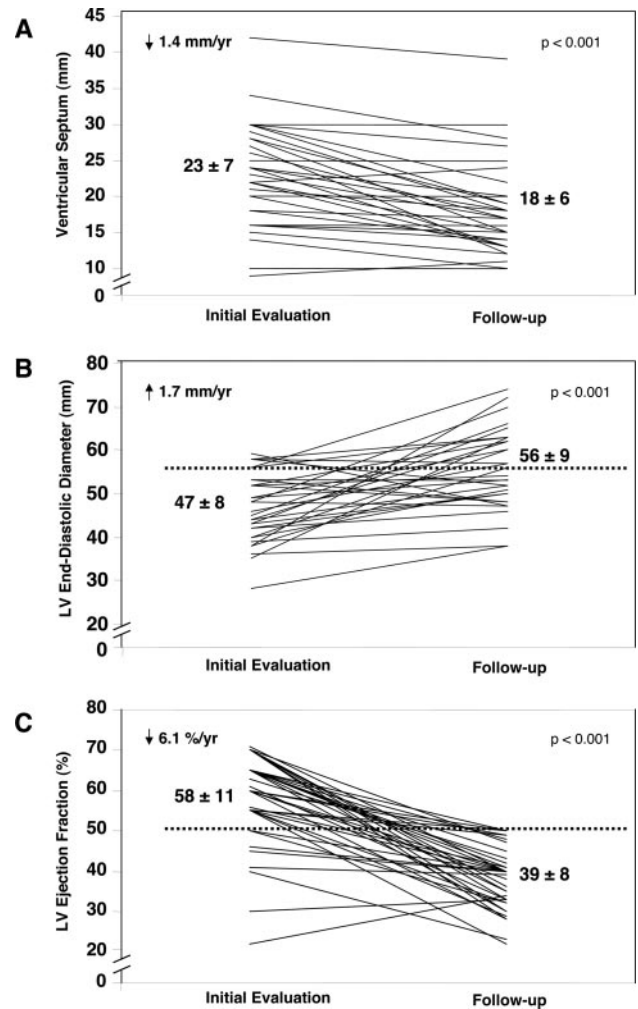 A
Ventricular Septum (mm)
45
40
35
30
25
20
15
10
0
↓ 1.4 mm/yr
p < 0.001
23 ± 7
18 ± 6
Initial Evaluation
Follow-up
B
LV End-Diastolic Diameter (mm)
80
70
60
50
40
30
20
0
↑ 1.7 mm/yr
p < 0.001
47 ± 8
56 ± 9
Initial Evaluation
Follow-up
C
LV Ejection Fraction (%)
80
70
60
50
40
30
20
0
↓ 6.1 %/yr
p < 0.001
58 ± 11
39 ± 8
Initial Evaluation
Follow-up